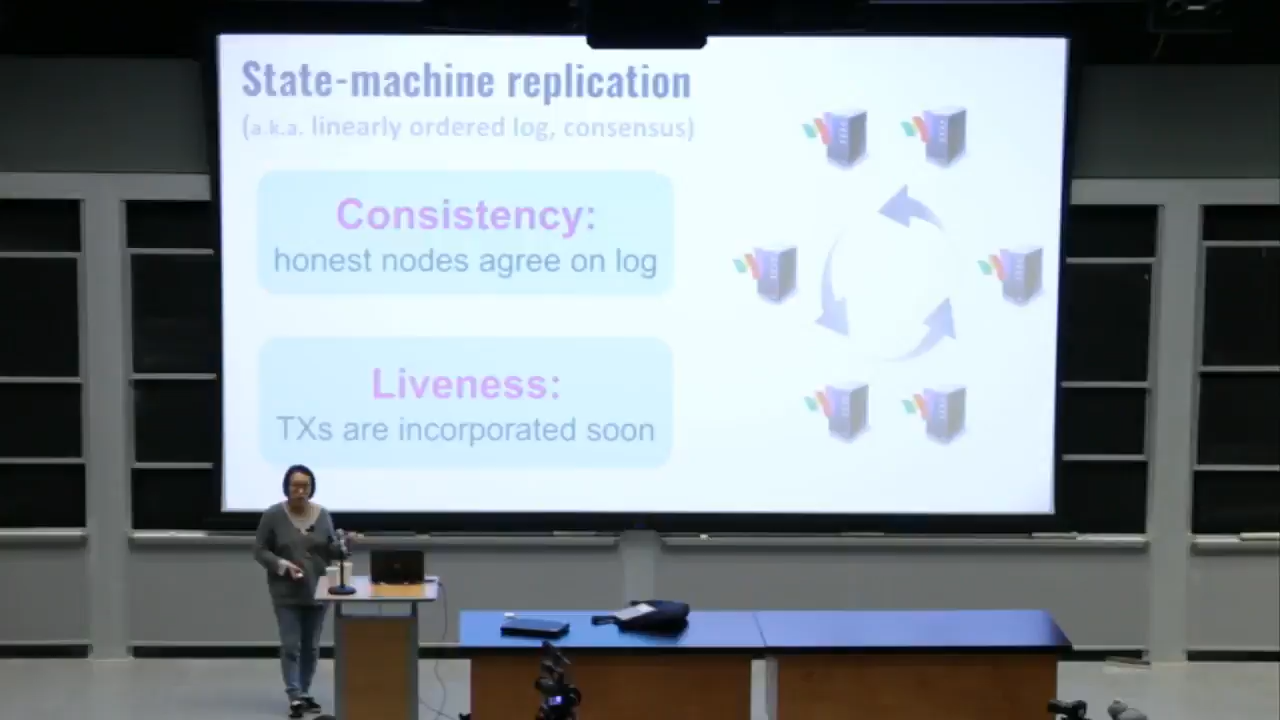 State-machine replication
(a.k.a. linearly ordered log, consensus)
Consistency:
honest nodes agree on log
Liveness:
TXs are incorporated soon